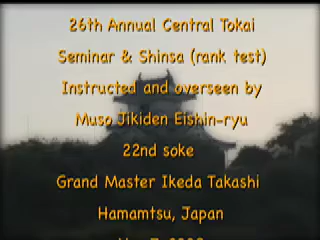 26th Annual Central Tokai
Seminar & Shinsa (rank test)
Instructed and overseen by
Muso Jikiden Eishin-ryu
22nd soke
Grand Master Ikeda Takashi
Hamamtsu, Japan